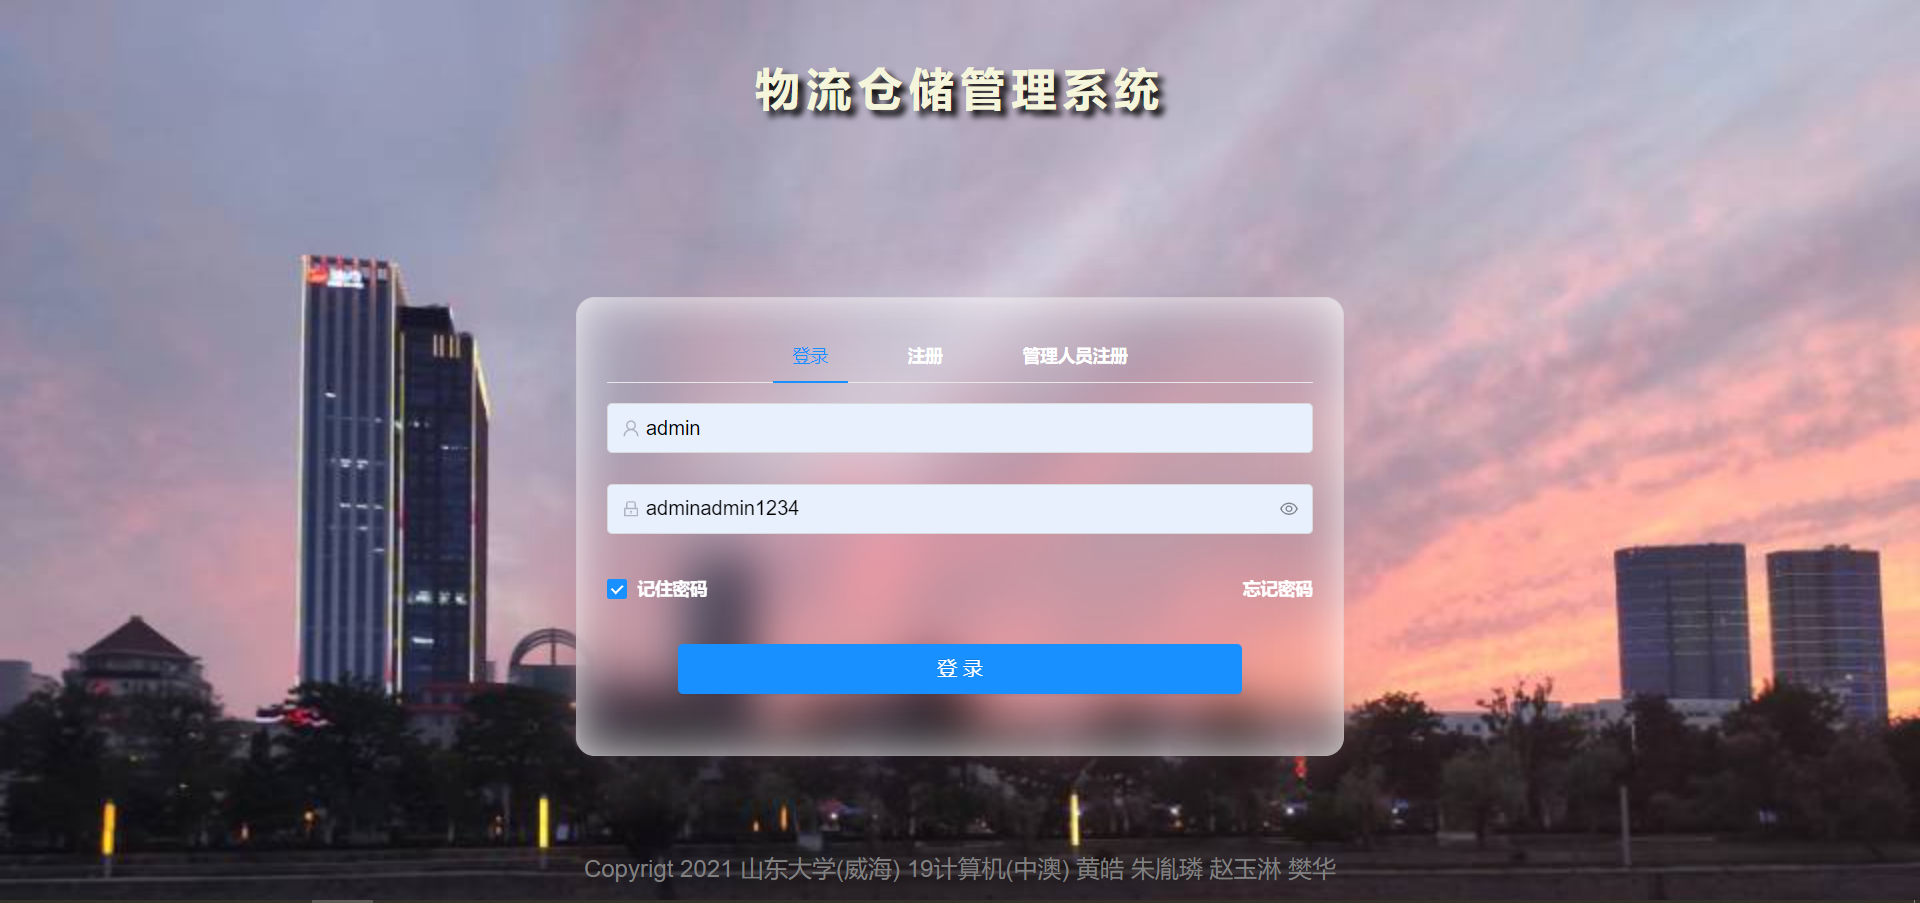 物流仓储管理系统
登录 注册 管理人员注册
admin
adminadmin1234
记住密码 忘记密码
登 录
Copyrigt 2021 山东大学(威海) 19计算机(中澳) 黄皓 朱胤璘 赵玉淋 樊华